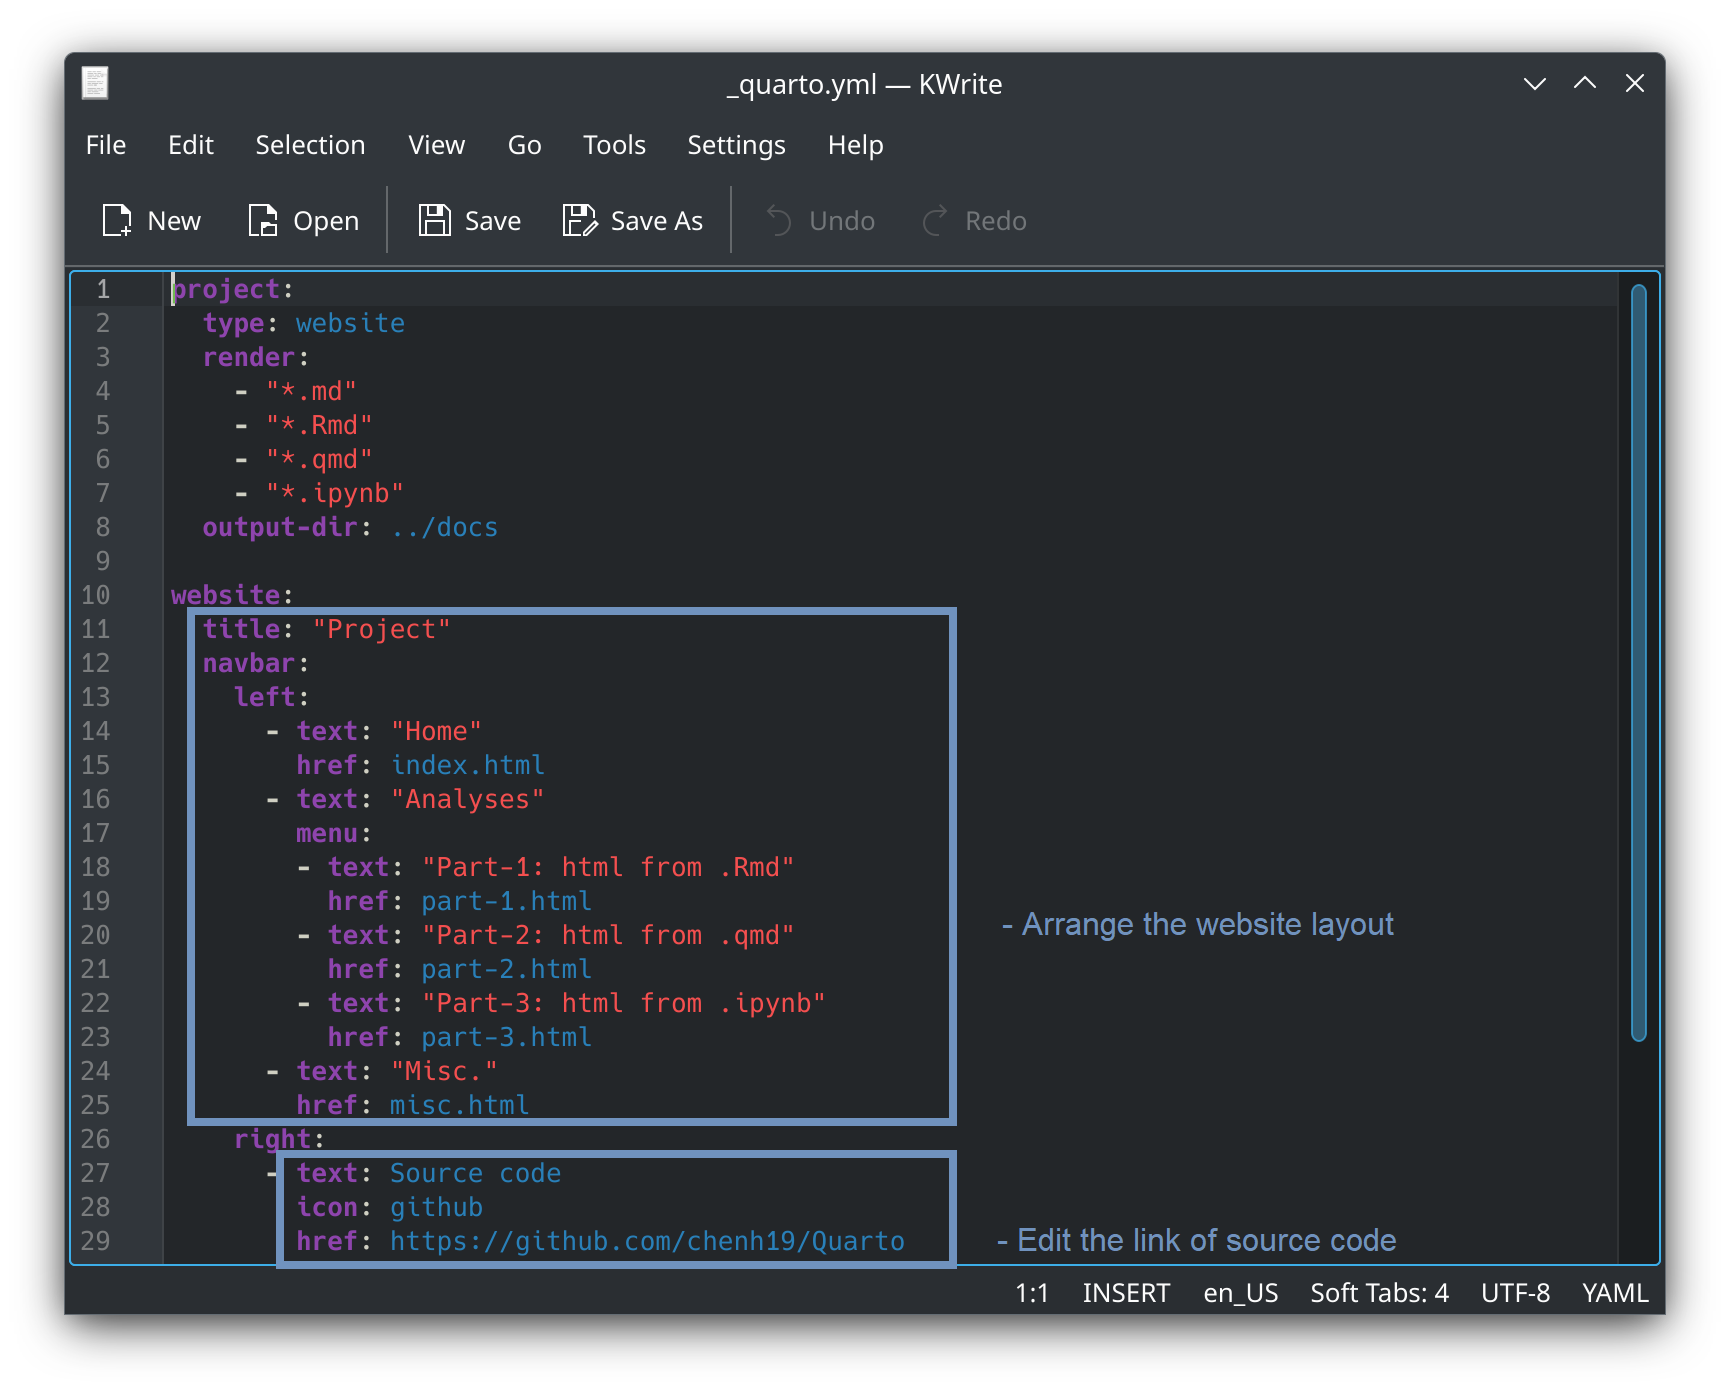 _quarto.yml — KWrite
File Edit Selection View Go Tools Settings Help
New Open Save Save As Undo Redo
1 project:
2   type: website
3   render:
4     - "*.md"
5     - "*.Rmd"
6     - "*.qmd"
7     - "*.ipynb"
8   output-dir: ../docs
9
10 website:
11   title: "Project"
12   navbar:
13     left:
14       - text: "Home"
15         href: index.html
16       - text: "Analyses"
17         menu:
18         - text: "Part-1: html from .Rmd"
19           href: part-1.html
- Arrange the website layout
20         - text: "Part-2: html from .qmd"
21           href: part-2.html
22         - text: "Part-3: html from .ipynb"
23           href: part-3.html
24       - text: "Misc."
25         href: misc.html
26     right:
27       - text: Source code
28         icon: github
29         href: https://github.com/chenh19/Quarto
- Edit the link of source code
1:1 INSERT en_US Soft Tabs: 4 UTF-8 YAML